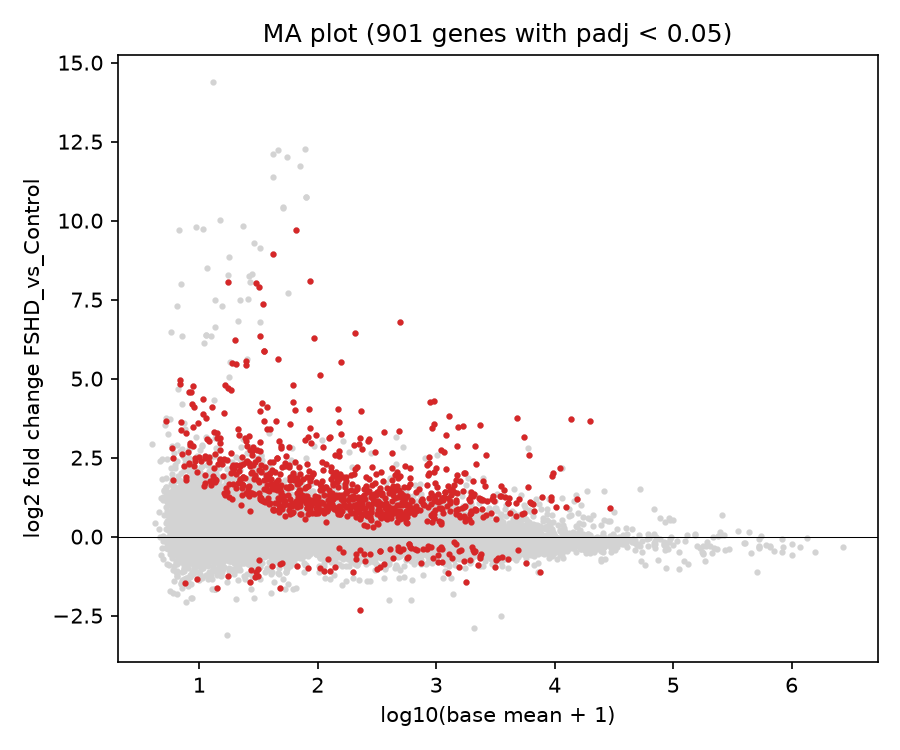 MA plot (901 genes with padj < 0.05)
15.0
12.5
10.0
7.5
5.0
2.5
0.0
−2.5
log2 fold change FSHD_vs_Control
1 2 3 4 5 6
log10(base mean + 1)